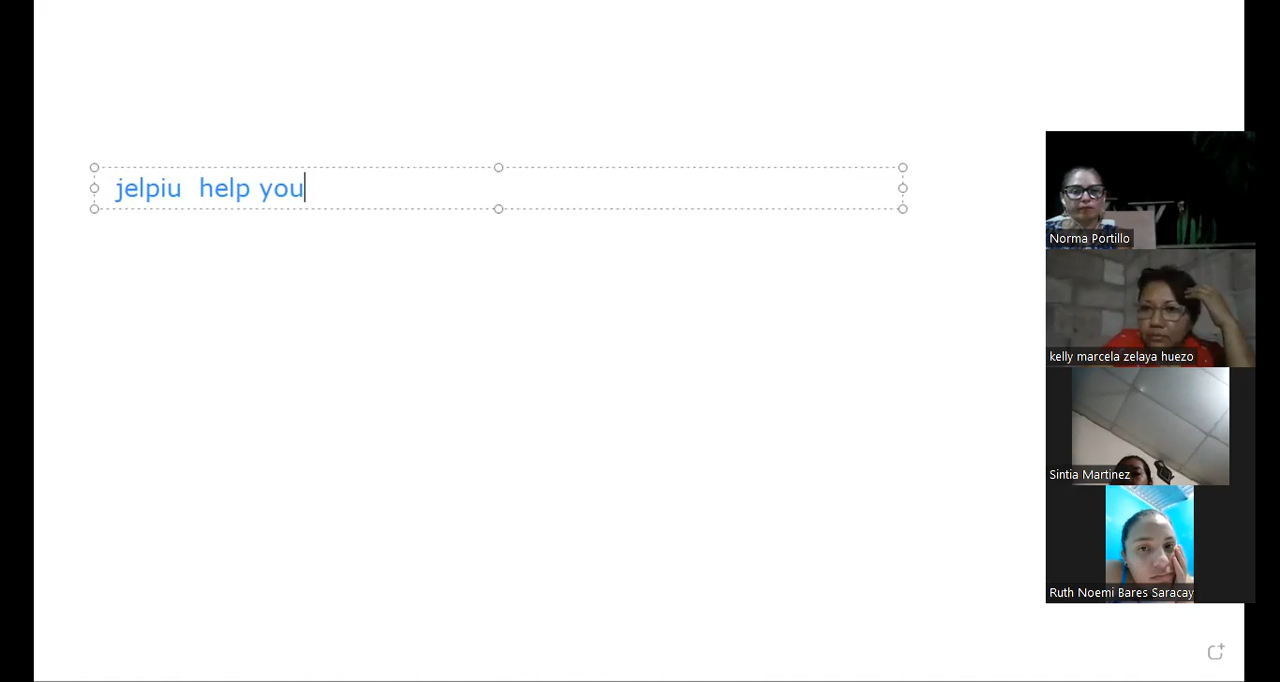 jelpiu  help you
Norma Portillo
kelly marcela zelaya huezo
Sintia Martinez
Ruth Noemi Bares Saracay